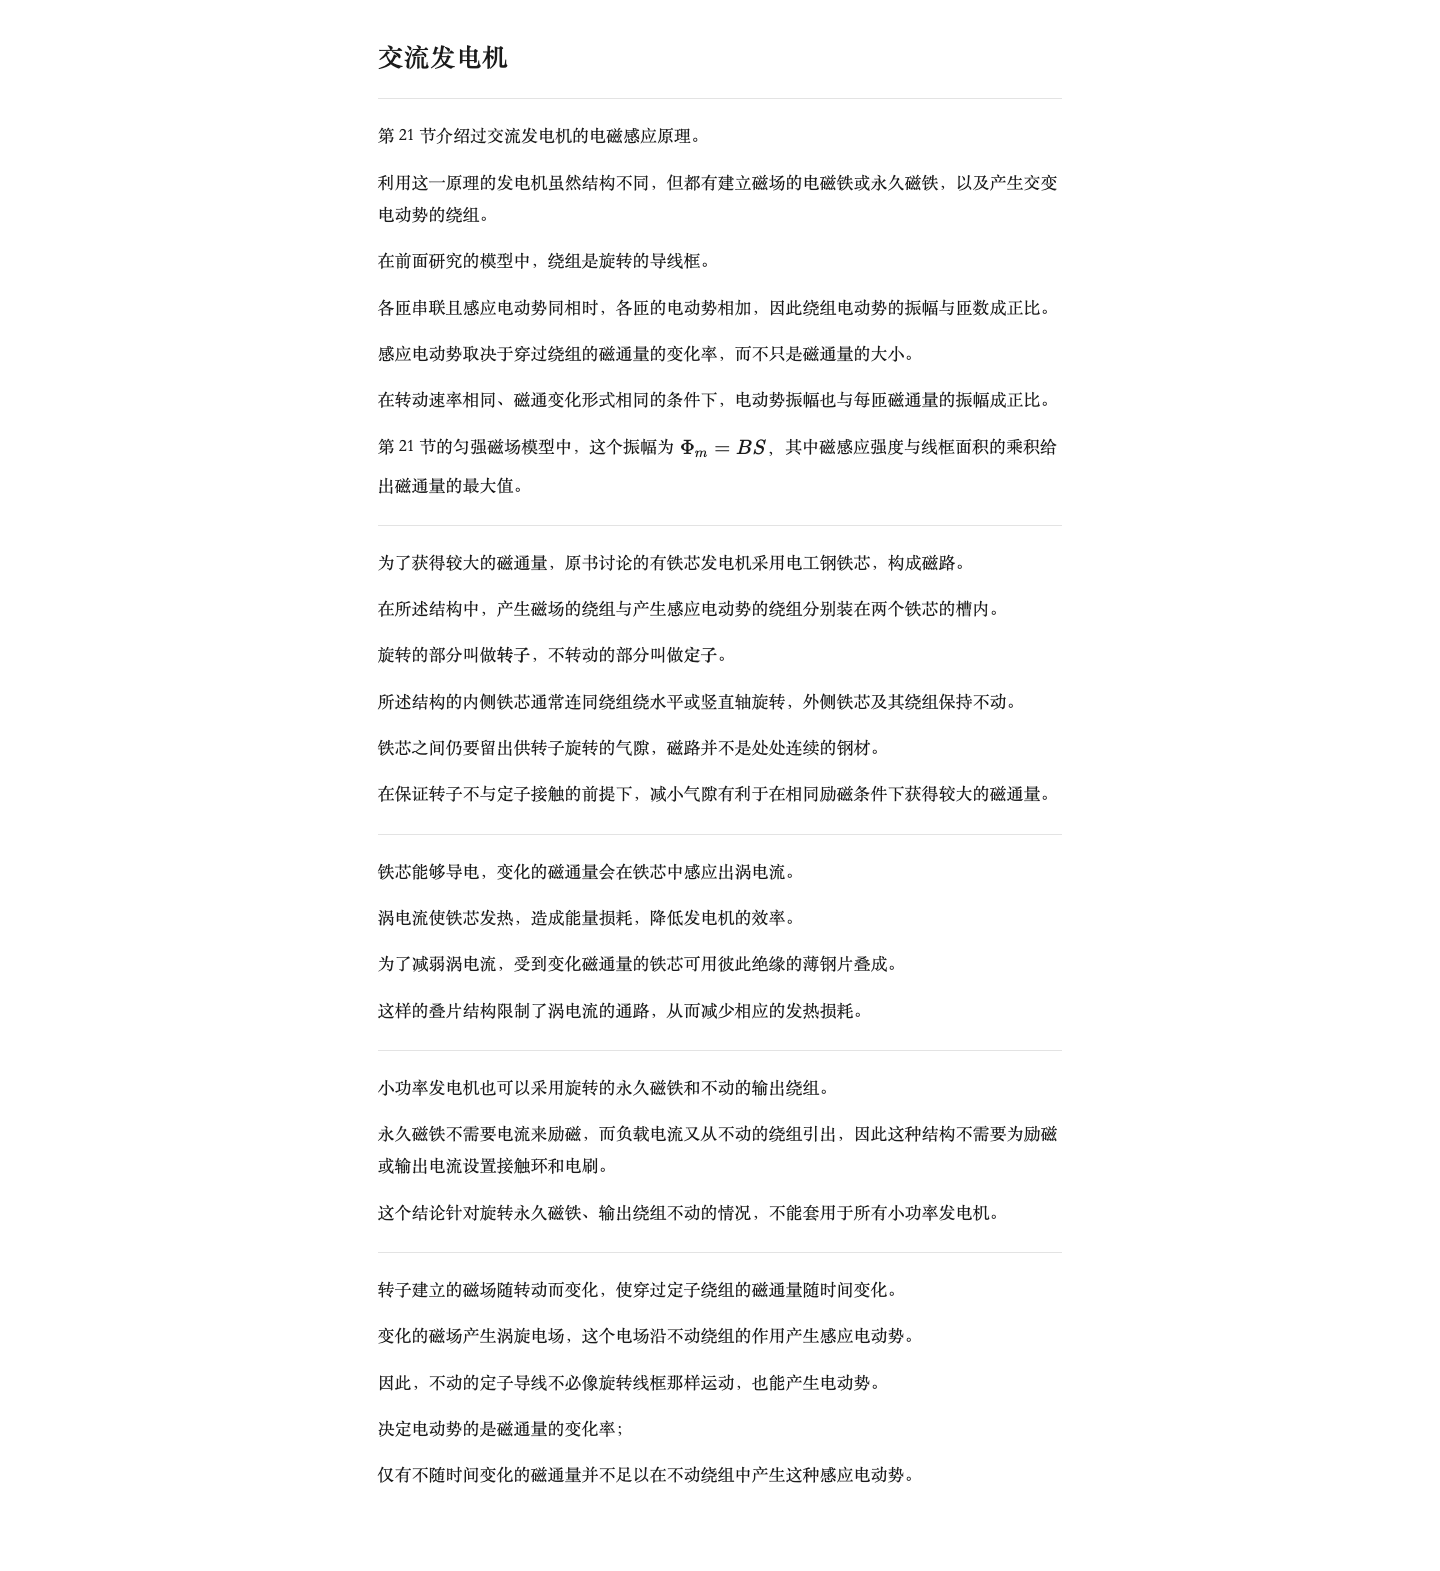 交流发电机
第 21 节介绍过交流发电机的电磁感应原理。
利用这一原理的发电机虽然结构不同，但都有建立磁场的电磁铁或永久磁铁，以及产生交变
电动势的绕组。
在前面研究的模型中，绕组是旋转的导线框。
各匝串联且感应电动势同相时，各匝的电动势相加，因此绕组电动势的振幅与匝数成正比。
感应电动势取决于穿过绕组的磁通量的变化率，而不只是磁通量的大小。
在转动速率相同、磁通变化形式相同的条件下，电动势振幅也与每匝磁通量的振幅成正比。
第 21 节的匀强磁场模型中，这个振幅为 Φₘ = BS，其中磁感应强度与线框面积的乘积给
出磁通量的最大值。
为了获得较大的磁通量，原书讨论的有铁芯发电机采用电工钢铁芯，构成磁路。
在所述结构中，产生磁场的绕组与产生感应电动势的绕组分别装在两个铁芯的槽内。
旋转的部分叫做转子，不转动的部分叫做定子。
所述结构的内侧铁芯通常连同绕组绕水平或竖直轴旋转，外侧铁芯及其绕组保持不动。
铁芯之间仍要留出供转子旋转的气隙，磁路并不是处处连续的钢材。
在保证转子不与定子接触的前提下，减小气隙有利于在相同励磁条件下获得较大的磁通量。
铁芯能够导电，变化的磁通量会在铁芯中感应出涡电流。
涡电流使铁芯发热，造成能量损耗，降低发电机的效率。
为了减弱涡电流，受到变化磁通量的铁芯可用彼此绝缘的薄钢片叠成。
这样的叠片结构限制了涡电流的通路，从而减少相应的发热损耗。
小功率发电机也可以采用旋转的永久磁铁和不动的输出绕组。
永久磁铁不需要电流来励磁，而负载电流又从不动的绕组引出，因此这种结构不需要为励磁
或输出电流设置接触环和电刷。
这个结论针对旋转永久磁铁、输出绕组不动的情况，不能套用于所有小功率发电机。
转子建立的磁场随转动而变化，使穿过定子绕组的磁通量随时间变化。
变化的磁场产生涡旋电场，这个电场沿不动绕组的作用产生感应电动势。
因此，不动的定子导线不必像旋转线框那样运动，也能产生电动势。
决定电动势的是磁通量的变化率；
仅有不随时间变化的磁通量并不足以在不动绕组中产生这种感应电动势。